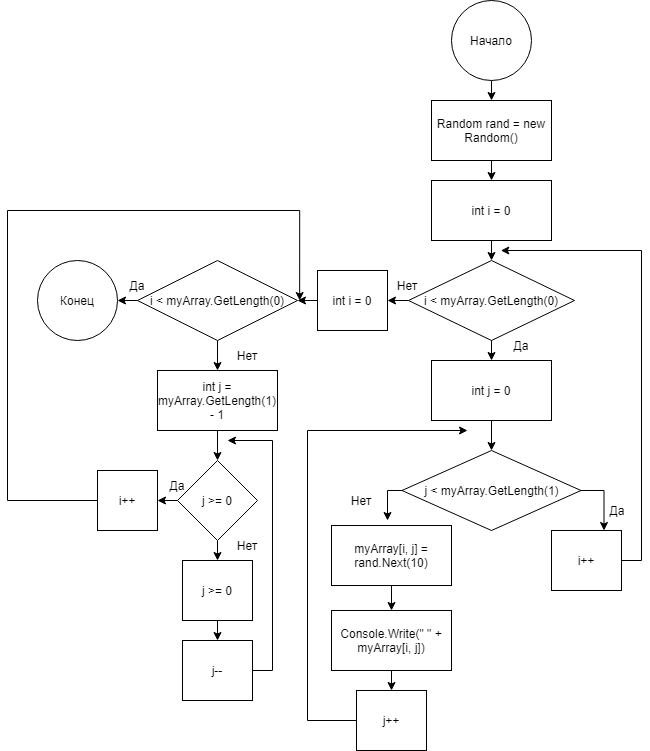 Начало
Random rand = new
Random()
int i = 0
i < myArray.GetLength(0)
Нет
Да
int i = 0
i < myArray.GetLength(0)
Да
Конец
Нет
int j =
myArray.GetLength(1)
- 1
int j = 0
j < myArray.GetLength(1)
Нет
Да
j >= 0
Да
i++
Нет
myArray[i, j] =
rand.Next(10)
i++
j >= 0
Console.Write(" " +
myArray[i, j])
j--
j++